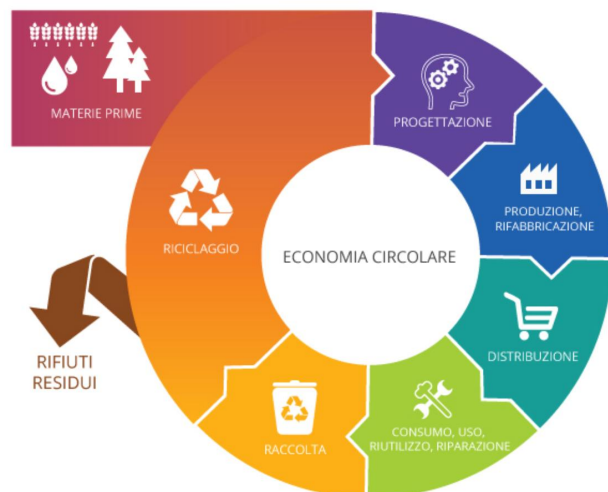 MATERIE PRIME
PROGETTAZIONE
PRODUZIONE,
RIFABBRICAZIONE
DISTRIBUZIONE
CONSUMO, USO,
RIUTILIZZO, RIPARAZIONE
RACCOLTA
RICICLAGGIO
RIFIUTI
RESIDUI
ECONOMIA CIRCOLARE